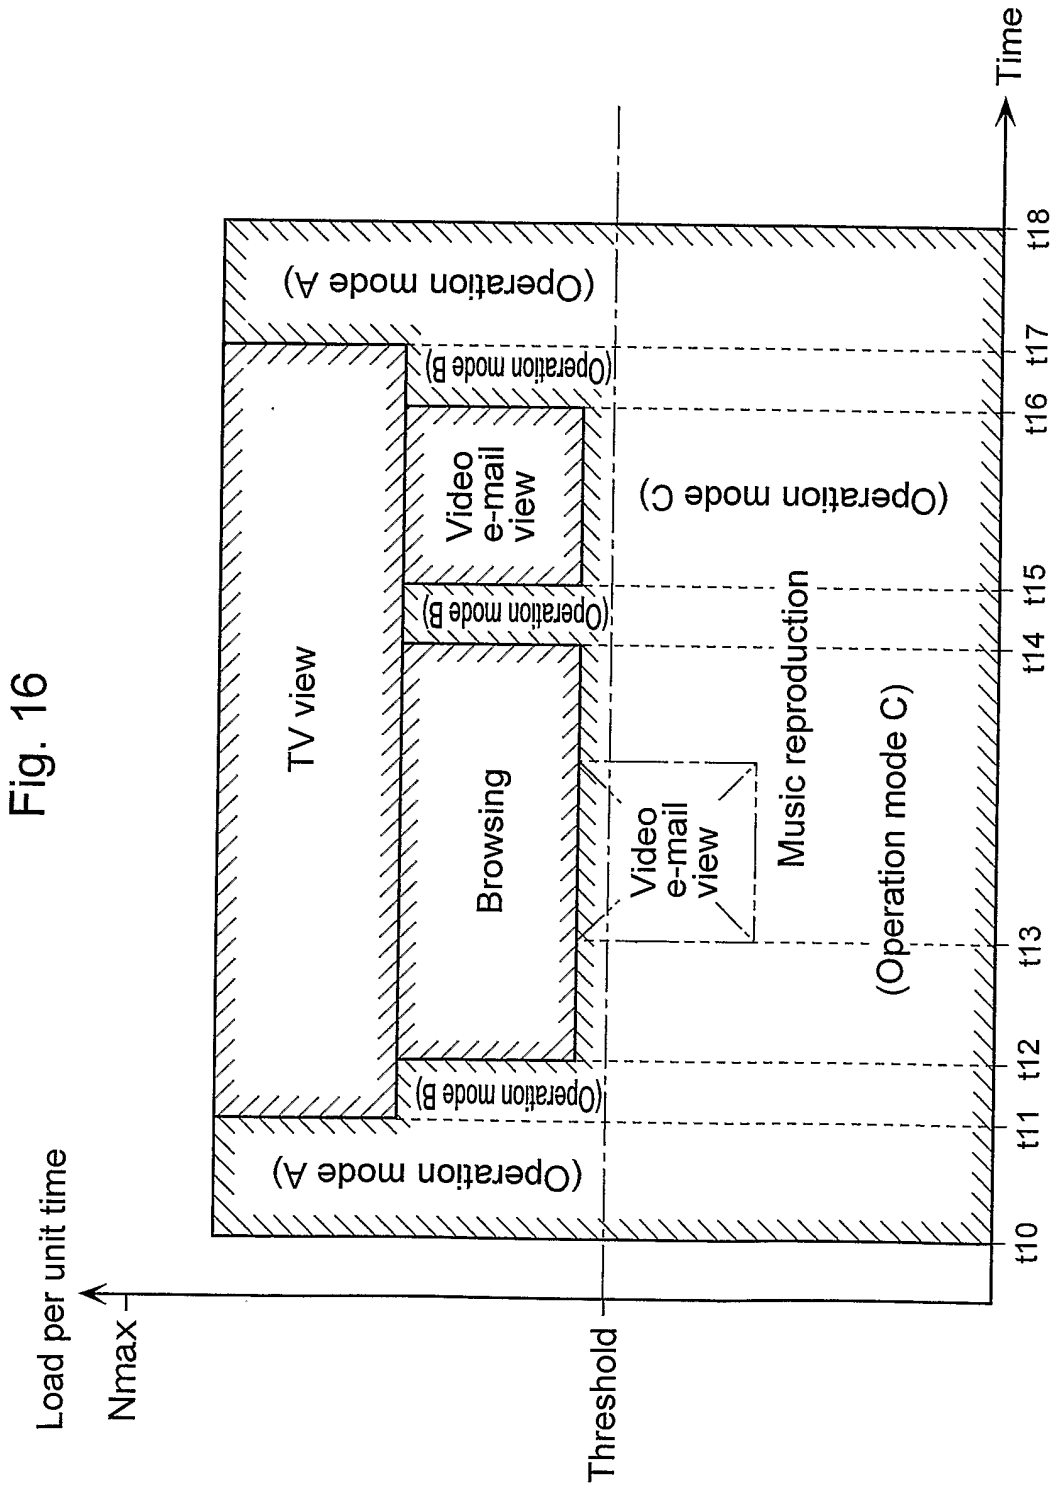 Fig. 16
Load per unit time
Nmax
TV view
(Operation mode A)
(Operation mode B)
Browsing
(Operation mode B)
Video
e-mail
view
(Operation mode B)
(Operation mode A)
Threshold
Video
e-mail
view
(Operation mode C)
Music reproduction
(Operation mode C)
t10
t11
t12
t13
t14
t15
t16
t17
t18
Time